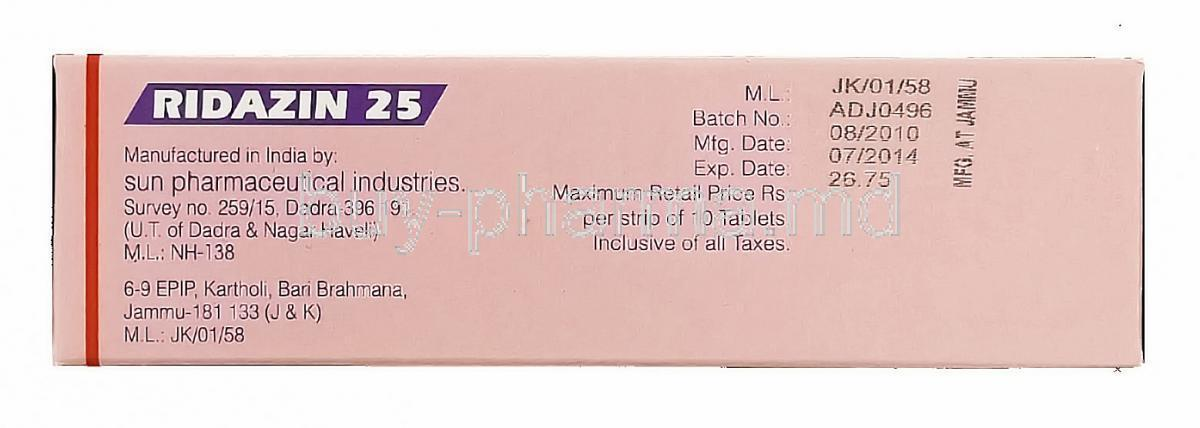 RIDAZIN 25
Manufactured in India by:
sun pharmaceutical industries.
Survey no. 259/15, Dadra-396 191
(U.T. of Dadra & Nagar Haveli)
M.L.: NH-138
6-9 EPIP, Kartholi, Bari Brahmana,
Jammu-181 133 (J & K)
M.L.: JK/01/58
M.L.: JK/01/58
Batch No.: ADJ0496
Mfg. Date: 08/2010
Exp. Date: 07/2014
Maximum Retail Price Rs 26.75
per strip of 10 Tablets
Inclusive of all Taxes.
MFG. AT JAMMU
buy-pharma.md